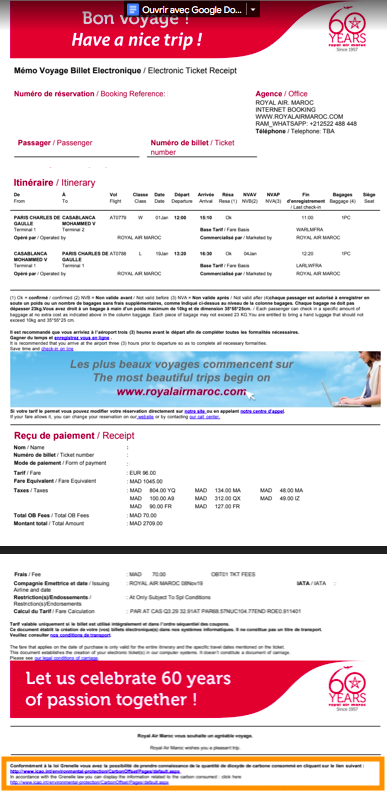 Bon voyage !
Ouvrir avec Google Do...
Have a nice trip !
60 YEARS
royal air maroc
Since 1957
Mémo Voyage Billet Electronique / Electronic Ticket Receipt
Numéro de réservation / Booking Reference:
Agence / Office
ROYAL AIR. MAROC
INTERNET BOOKING
WWW.ROYALAIRMAROC.COM
RAM_WHATSAPP: +212522 488 448
Téléphone / Telephone: TBA
Passager / Passenger
Numéro de billet / Ticket number
Itinéraire / Itinerary
De À Vol Classe Date Départ Arrivée Résa NVAV NVAP Fin d'enregistrement Bagages Siège
From To Flight Class Date Departure Arrival Resa (1) NVB(2) NVA(3) / Last check-in Baggage (4) Seat
PARIS CHARLES DE GAULLE CASABLANCA MOHAMMED V AT0779 W 01Jan 12:00 15:10 Ok 11:00 1PC
Terminal 1 Terminal 2 Base Tarif / Fare Basis WARLMFRA
Opéré par / Operated by ROYAL AIR MAROC Commercialisé par / Marketed by ROYAL AIR MAROC
CASABLANCA MOHAMMED V PARIS CHARLES DE GAULLE AT0768 L 19Jan 13:20 16:30 Ok 04Jan 12:20 1PC
Terminal 2 Terminal 1 Base Tarif / Fare Basis LARLWFRA
Opéré par / Operated by ROYAL AIR MAROC Commercialisé par / Marketed by ROYAL AIR MAROC
(1) Ok = confirmé / confirmed (2) NVB = Non valide avant / Not valid before (3) NVA = Non valide après / Not valid after (4)chaque passager est autorisé à enregistrer en
soute un poids ou un nombre de bagages sans frais supplémentaires, comme indiqué ci-dessus au niveau de la colonne bagages. Chaque bagage ne doit pas
dépasser 23kg.Vous avez droit à un bagage à main d'un poids maximum de 10kg de dimension 35*55*25cm. / Each passenger can check in a specific amount of
baggage at no extra cost as indicated above in the column baggage. Each piece of baggage may not exceed 23 KG.You are entitled to bring a hand luggage that should not
exceed 10kg and 35*55*25 cm.
Il est recommandé que vous arriviez à l'aéroport trois (3) heures avant le départ afin de compléter toutes les formalités nécessaires.
Gagner du temps et enregistrez vous en ligne .
It is recommended that you arrive at the airport three (3) hours prior to departure so as to complete all necessary formalities.
Save time and check in on line .
Les plus beaux voyages commencent sur
The most beautiful trips begin on
www.royalairmaroc.com
Si votre tarif le permet vous pouvez modifier votre réservation directement sur notre site ou en appelant notre centre d'appel.
If your fare allows it, you can change your reservation on our website or by contacting our call center.
Reçu de paiement / Receipt
Nom / Name :
Numéro de billet / Ticket number :
Mode de paiement / Form of payment :
Tarif / Fare : EUR 96.00
Fare Equivalent / Fare Equivalent : MAD 1045.00
Taxes / Taxes : MAD 804.00 YQ MAD 134.00 MA MAD 48.00 MA
MAD 100.00 A9 MAD 312.00 QX MAD 49.00 IZ
MAD 90.00 FR MAD 127.00 FR
Total OB Fees / Total OB : MAD 70.00
Montant total / Total Amount : MAD 2709.00
Frais / Fee : MAD 70.00 OBT01 TKT FEES
Compagnie Emettrice et date / Issuing Airline and date : ROYAL AIR MAROC 08Nov19 IATA / IATA :
Restriction(s)/Endossements / Restriction(s)/Endorsements : At Only Subject To Spl Conditions
Calcul du Tarif / Fare Calculation : PAR AT CAS Q3.29 32.91AT PAR68.57NUC104.77END ROE0.911401
Tarif valable uniquement si le billet est utilisé intégralement et dans l'ordre séquentiel des coupons.
Ce document établit la création de votre (vos) billets électronique(s) dans nos systèmes informatiques. Il ne constitue pas un titre de transport.
Veuillez consulter nos conditions de transport.
The fare that applies on the date of purchase is only valid for the entire itinerary and the specific travel dates mentioned on the ticket.
This document establishes the creation of your electronic ticket(s) in our computer systems. It doesn't constitute a document of carriage.
Please see our legal conditions of carriage.
Let us celebrate 60 years
of passion together !
60 YEARS
royal air maroc
Since 1957
Royal Air Maroc vous souhaite un agréable voyage.
Royal Air Maroc wishes you a pleasant trip.
Conformément à la loi Grenelle vous avez la possibilité de prendre connaissance de la quantité de dioxyde de carbone consommé en cliquant sur le lien suivant :
http://www.icao.int/environmental-protection/CarbonOffset/Pages/default.aspx
In accordance with the Grenelle law you can display the information related to the carbon consumed : click here
http://www.icao.int/environmental-protection/CarbonOffset/Pages/default.aspx